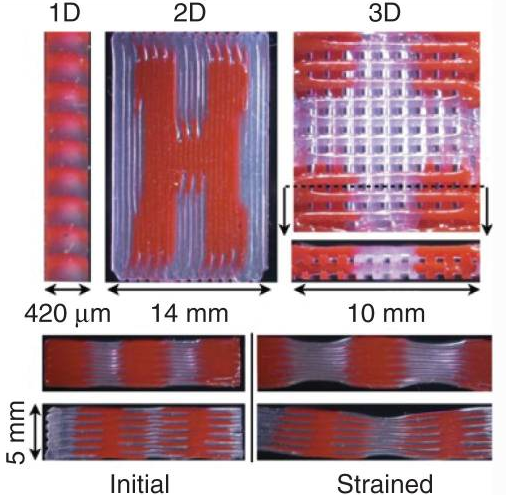 1D 2D 3D
420 μm 14 mm 10 mm
5 mm
Initial Strained